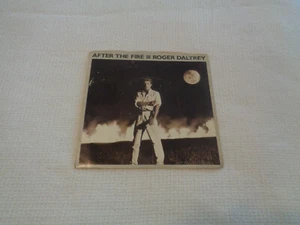 AFTER THE FIRE ROGER DALTREY